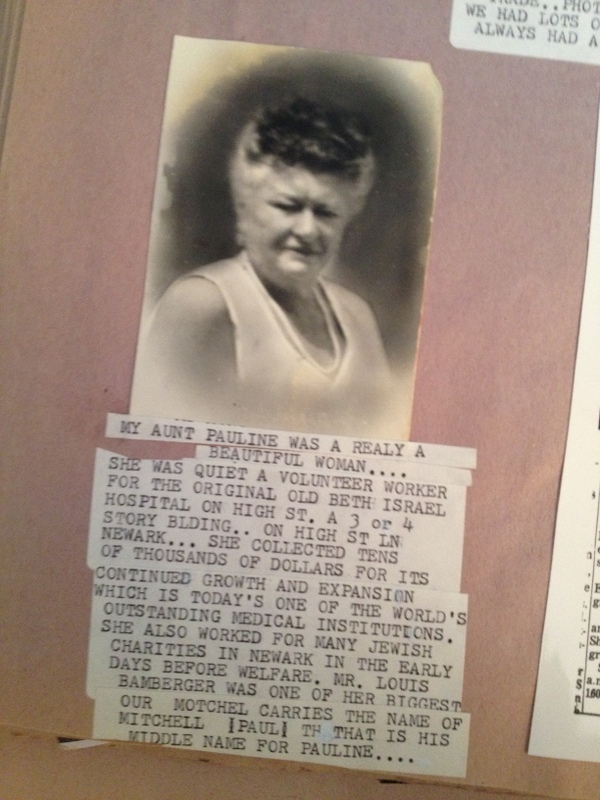 PHOT
WE HAD LOTS O
ALWAYS HAD A
MY AUNT PAULINE WAS A REALY A
BEAUTIFUL WOMAN....
SHE WAS QUIET A VOLUNTEER WORKER
FOR THE ORIGINAL OLD BETH ISRAEL
HOSPITAL ON HIGH ST. A 3 or 4
STORY BLDING.. ON HIGH ST LN
NEWARK... SHE COLLECTED TENS
OF THOUSANDS OF DOLLARS FOR ITS
CONTINUED GROWTH AND EXPANSION
WHICH IS TODAY'S ONE OF THE WORLD'S
OUTSTANDING MEDICAL INSTITUTIONS.
SHE ALSO WORKED FOR MANY JEWISH
CHARITIES IN NEWARK IN THE EARLY
DAYS BEFORE WELFARE. MR. LOUIS
BAMBERGER WAS ONE OF HER BIGGEST
OUR MOTCHEL CARRIES THE NAME OF
MITCHELL [PAUL] TH THAT IS HIS
MIDDLE NAME FOR PAULINE....